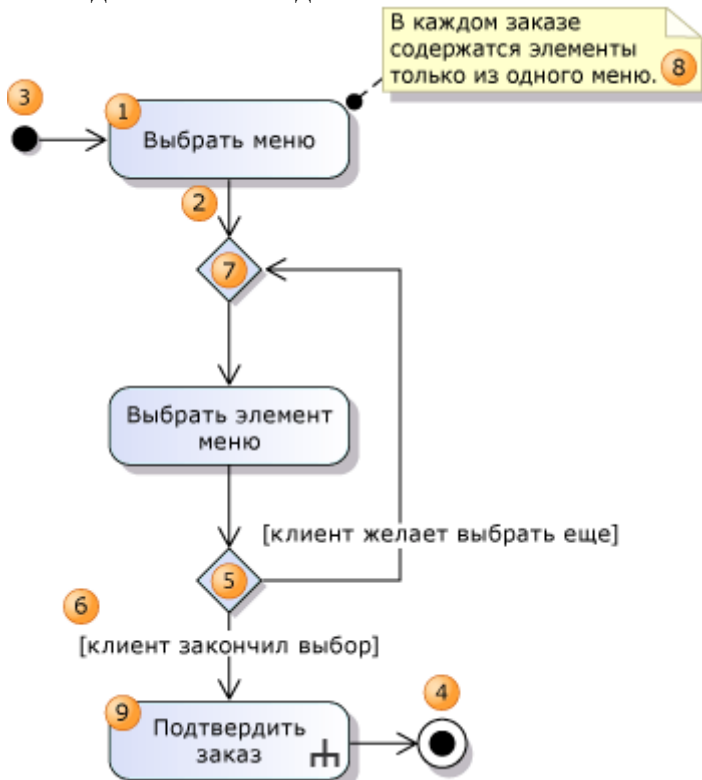 В каждом заказе
содержатся элементы
только из одного меню.
8
3
1
Выбрать меню
2
7
Выбрать элемент
меню
[клиент желает выбрать еще]
5
6
[клиент закончил выбор]
9
Подтвердить
заказ
4